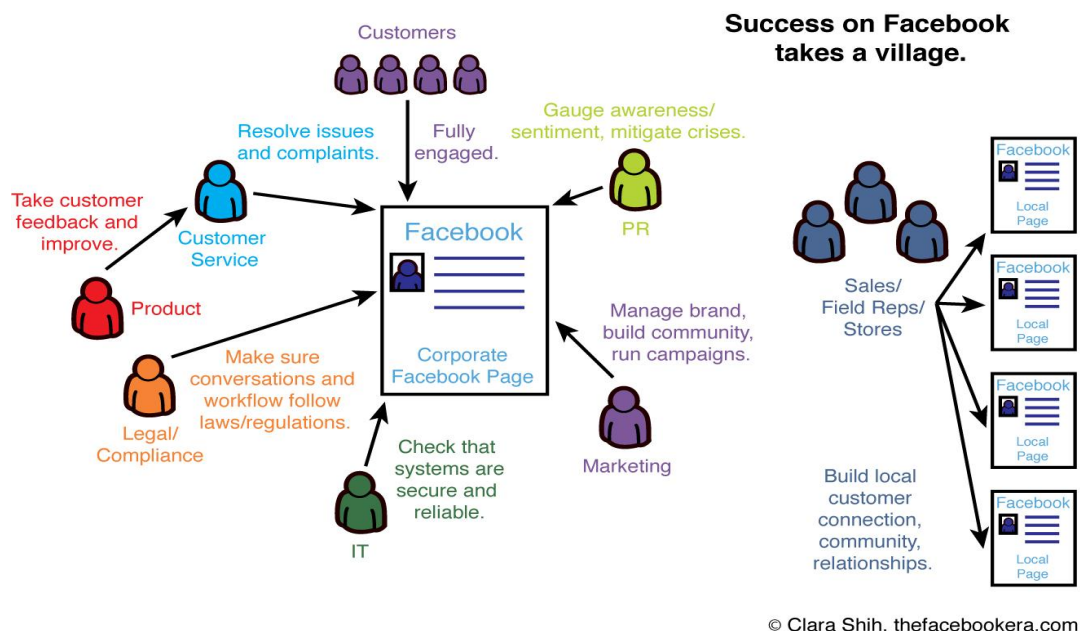 Success on Facebook
takes a village.
Customers
Fully
engaged.
Resolve issues
and complaints.
Customer
Service
Gauge awareness/
sentiment, mitigate crises.
PR
Take customer
feedback and
improve.
Product
Make sure
conversations and
workflow follow
laws/regulations.
Legal/
Compliance
Check that
systems are
secure and
reliable.
IT
Manage brand,
build community,
run campaigns.
Marketing
Facebook
Corporate
Facebook Page
Sales/
Field Reps/
Stores
Build local
customer
connection,
community,
relationships.
Facebook
Local
Page
Facebook
Local
Page
Facebook
Local
Page
Facebook
Local
Page
© Clara Shih, thefacebookera.com